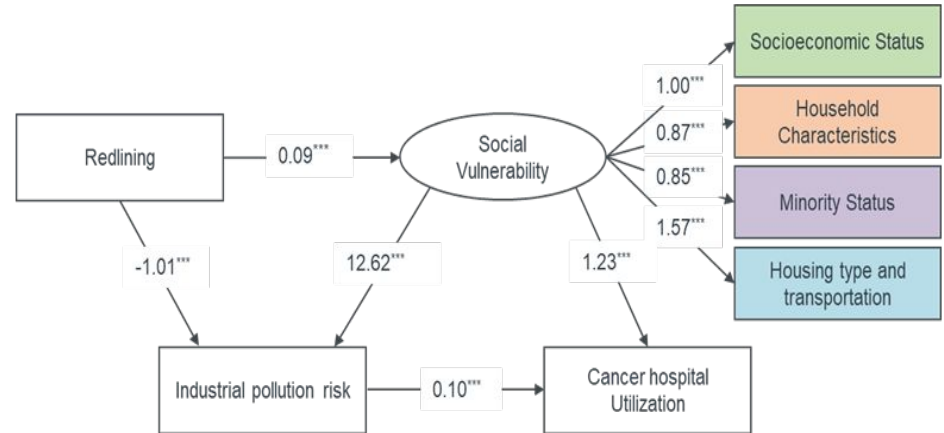 Socioeconomic Status
1.00***
Household
Characteristics
0.87***
Redlining
0.09***
Social
Vulnerability
0.85***
Minority Status
1.57***
-1.01***
12.62***
1.23***
Housing type and
transportation
Industrial pollution risk
0.10***
Cancer hospital
Utilization